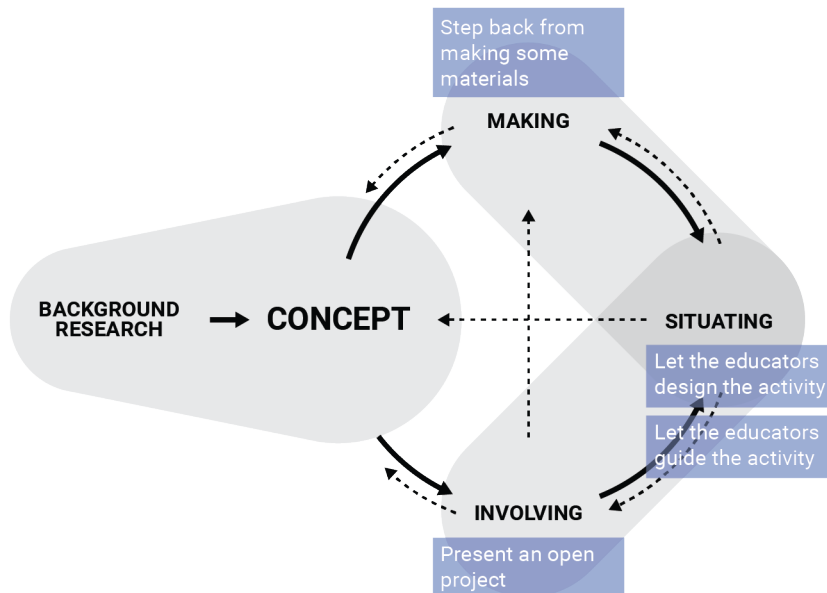 Step back from
making some
materials
MAKING
BACKGROUND
RESEARCH
CONCEPT
SITUATING
Let the educators
design the activity
Let the educators
guide the activity
INVOLVING
Present an open
project